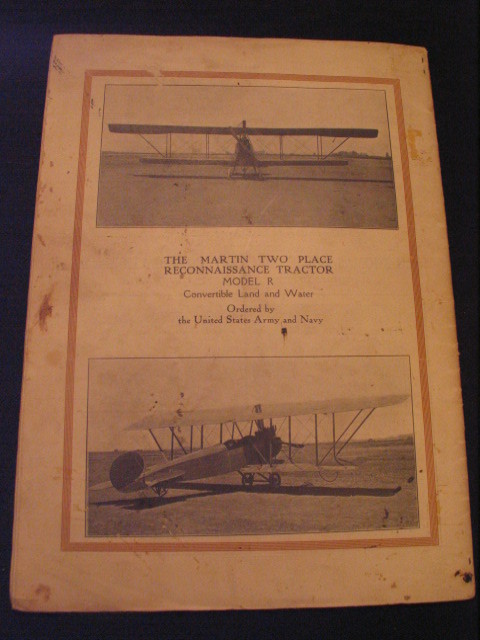 THE MARTIN TWO PLACE
RECONNAISSANCE TRACTOR
MODEL R
Convertible Land and Water
Ordered by
the United States Army and Navy